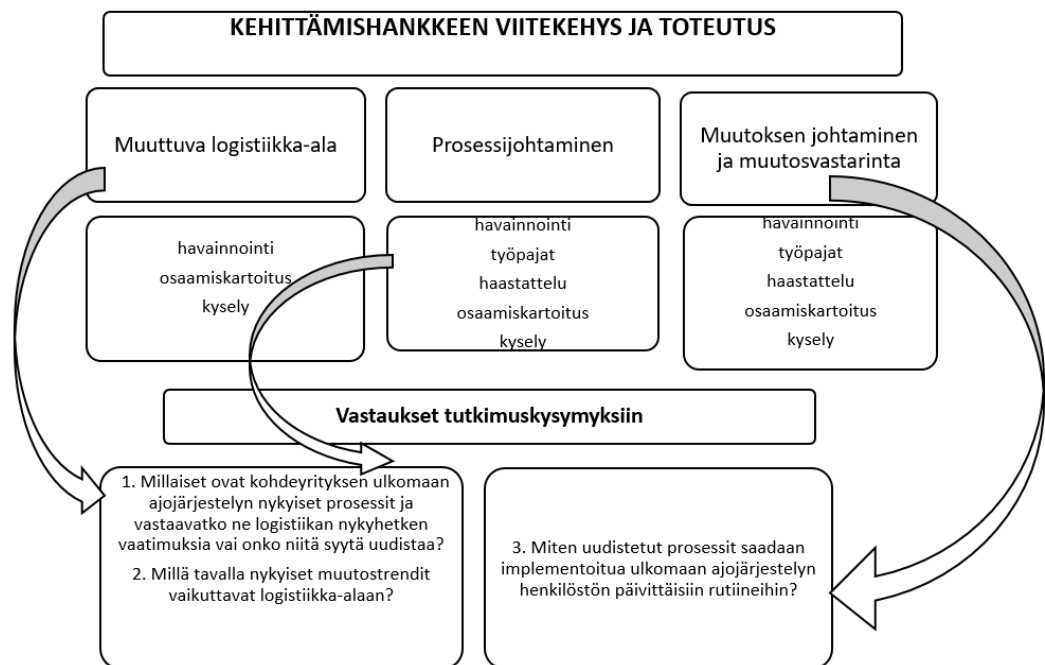 KEHITTÄMISHANKKEEN VIITEKEHYS JA TOTEUTUS
Muuttuva logistiikka-ala
Prosessijohtaminen
Muutoksen johtaminen
ja muutosvastarinta
havainnointi
osaamiskartoitus
kysely
havainnointi
työpajat
haastattelu
osaamiskartoitus
kysely
havainnointi
työpajat
haastattelu
osaamiskartoitus
kysely
Vastaukset tutkimuskysymyksiin
1. Millaiset ovat kohdeyrityksen ulkomaan
ajojärjestelyn nykyiset prosessit ja
vastaavatko ne logistiikan nykyhetken
vaatimuksia vai onko niitä syytä uudistaa?
2. Millä tavalla nykyiset muutostrendit
vaikuttavat logistiikka-alaan?
3. Miten uudistetut prosessit saadaan
implementoitua ulkomaan ajojärjestelyn
henkilöstön päivittäisiin rutiineihin?